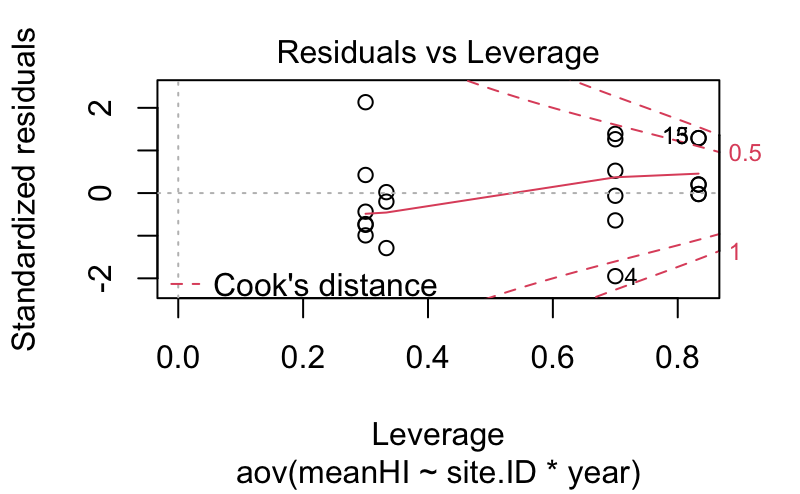 Residuals vs Leverage
Standardized residuals
2
0
-2
0.5
1
4
Cook's distance
0.0 0.2 0.4 0.6 0.8
Leverage
aov(meanHI ~ site.ID * year)